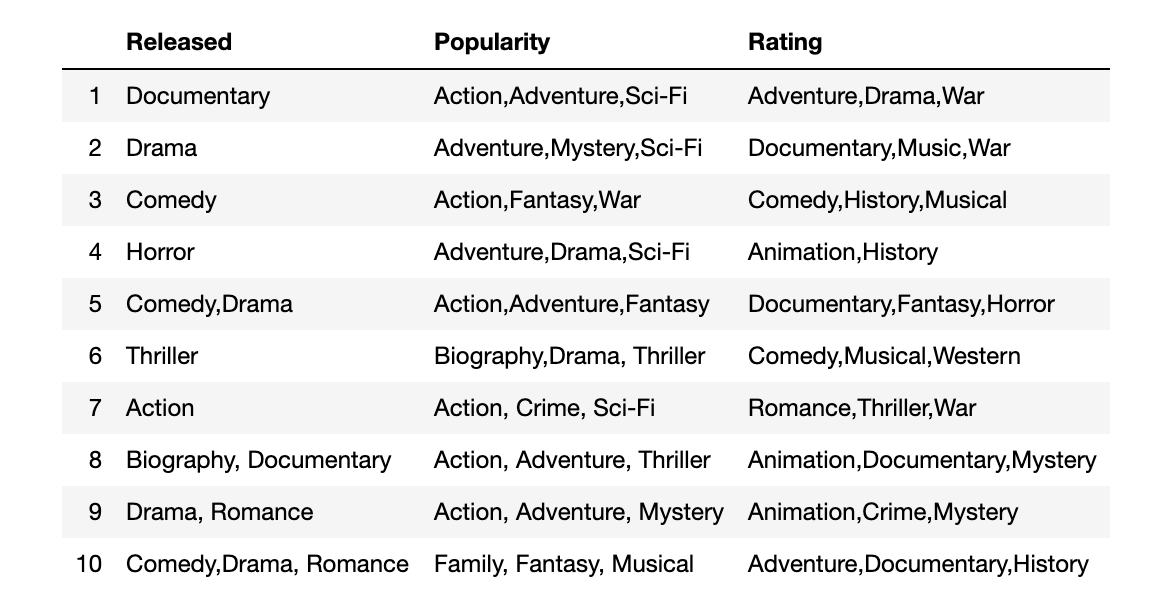 Released Popularity Rating
1 Documentary Action,Adventure,Sci-Fi Adventure,Drama,War
2 Drama Adventure,Mystery,Sci-Fi Documentary,Music,War
3 Comedy Action,Fantasy,War Comedy,History,Musical
4 Horror Adventure,Drama,Sci-Fi Animation,History
5 Comedy,Drama Action,Adventure,Fantasy Documentary,Fantasy,Horror
6 Thriller Biography,Drama, Thriller Comedy,Musical,Western
7 Action Action, Crime, Sci-Fi Romance,Thriller,War
8 Biography, Documentary Action, Adventure, Thriller Animation,Documentary,Mystery
9 Drama, Romance Action, Adventure, Mystery Animation,Crime,Mystery
10 Comedy,Drama, Romance Family, Fantasy, Musical Adventure,Documentary,History